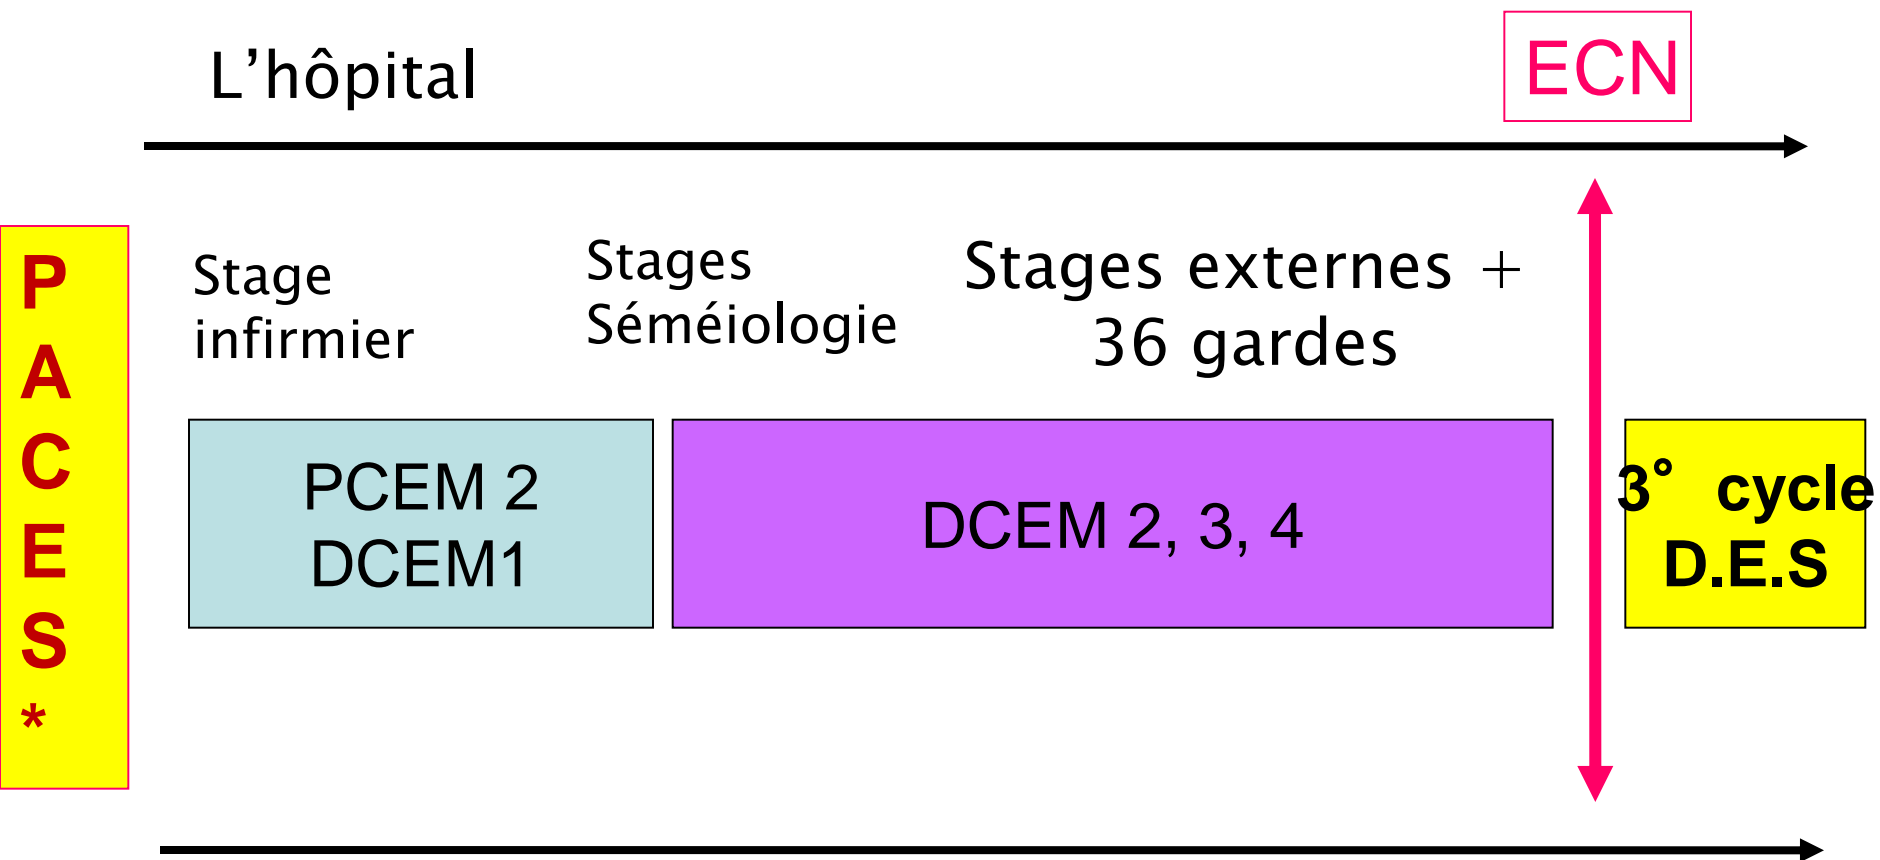 L'hôpital
ECN
PACES*
Stage
infirmier
Stages
Séméiologie
Stages externes +
36 gardes
PCEM 2
DCEM1
DCEM 2, 3, 4
3° cycle
D.E.S